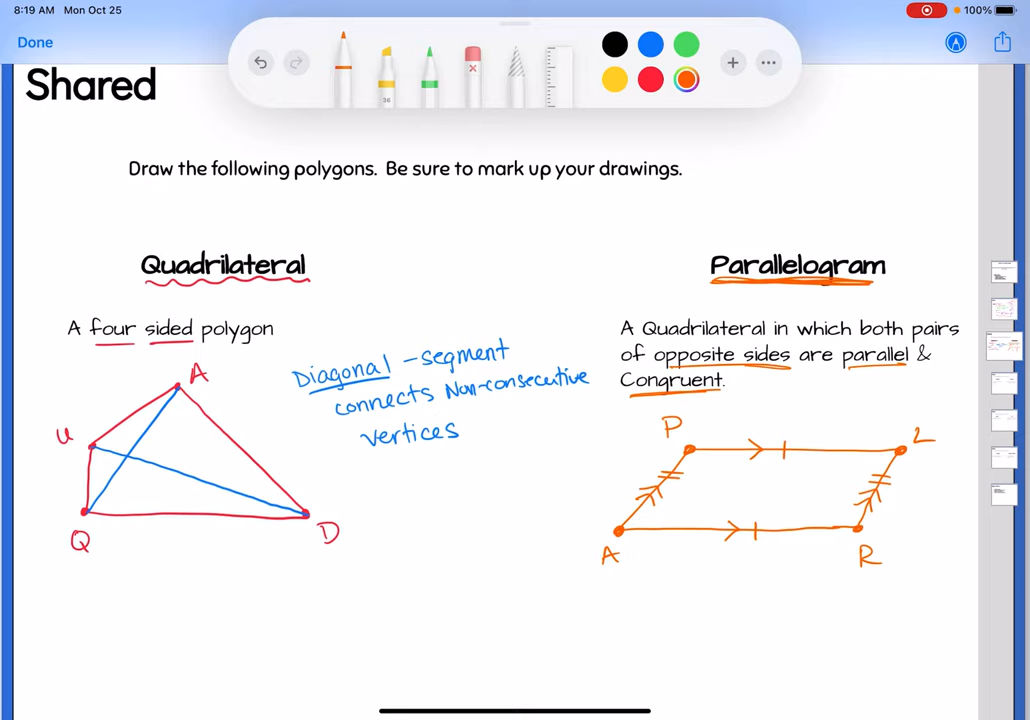 8:19 AM Mon Oct 25
100%
Done
36
Shared
Draw the following polygons. Be sure to mark up your drawings.
Quadrilateral
A four sided polygon
Diagonal - segment
connects Non-consecutive
vertices
A
U
Q
D
Parallelogram
A Quadrilateral in which both pairs
of opposite sides are parallel &
Congruent.
P
L
A
R